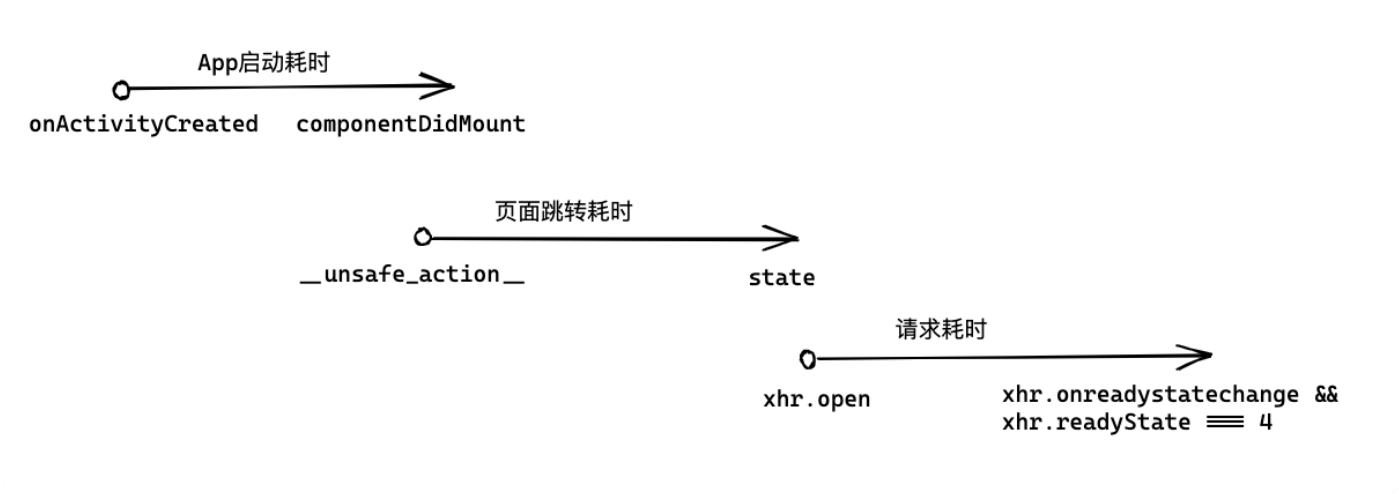 App启动耗时
onActivityCreated componentDidMount
页面跳转耗时
__unsafe_action__ state
请求耗时
xhr.open
xhr.onreadystatechange &&
xhr.readyState === 4